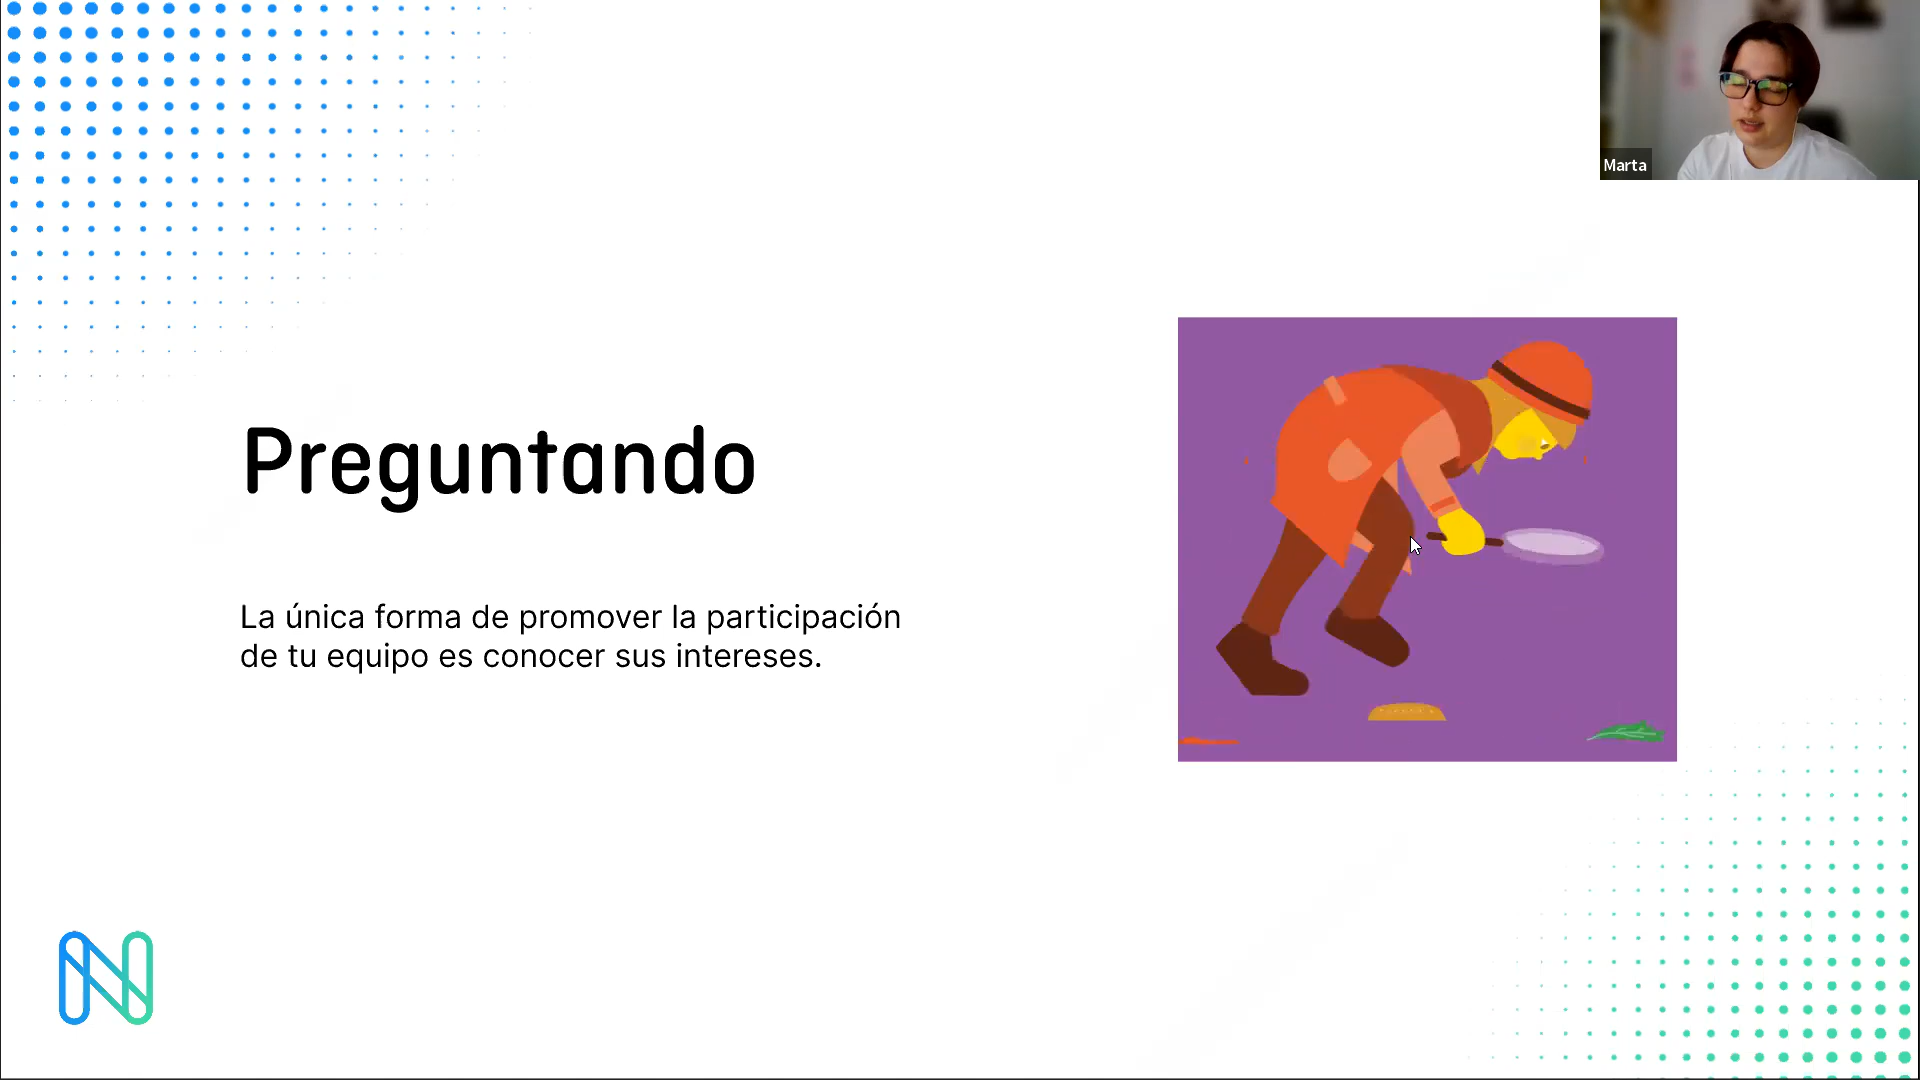 Marta
Preguntando
La única forma de promover la participación
de tu equipo es conocer sus intereses.